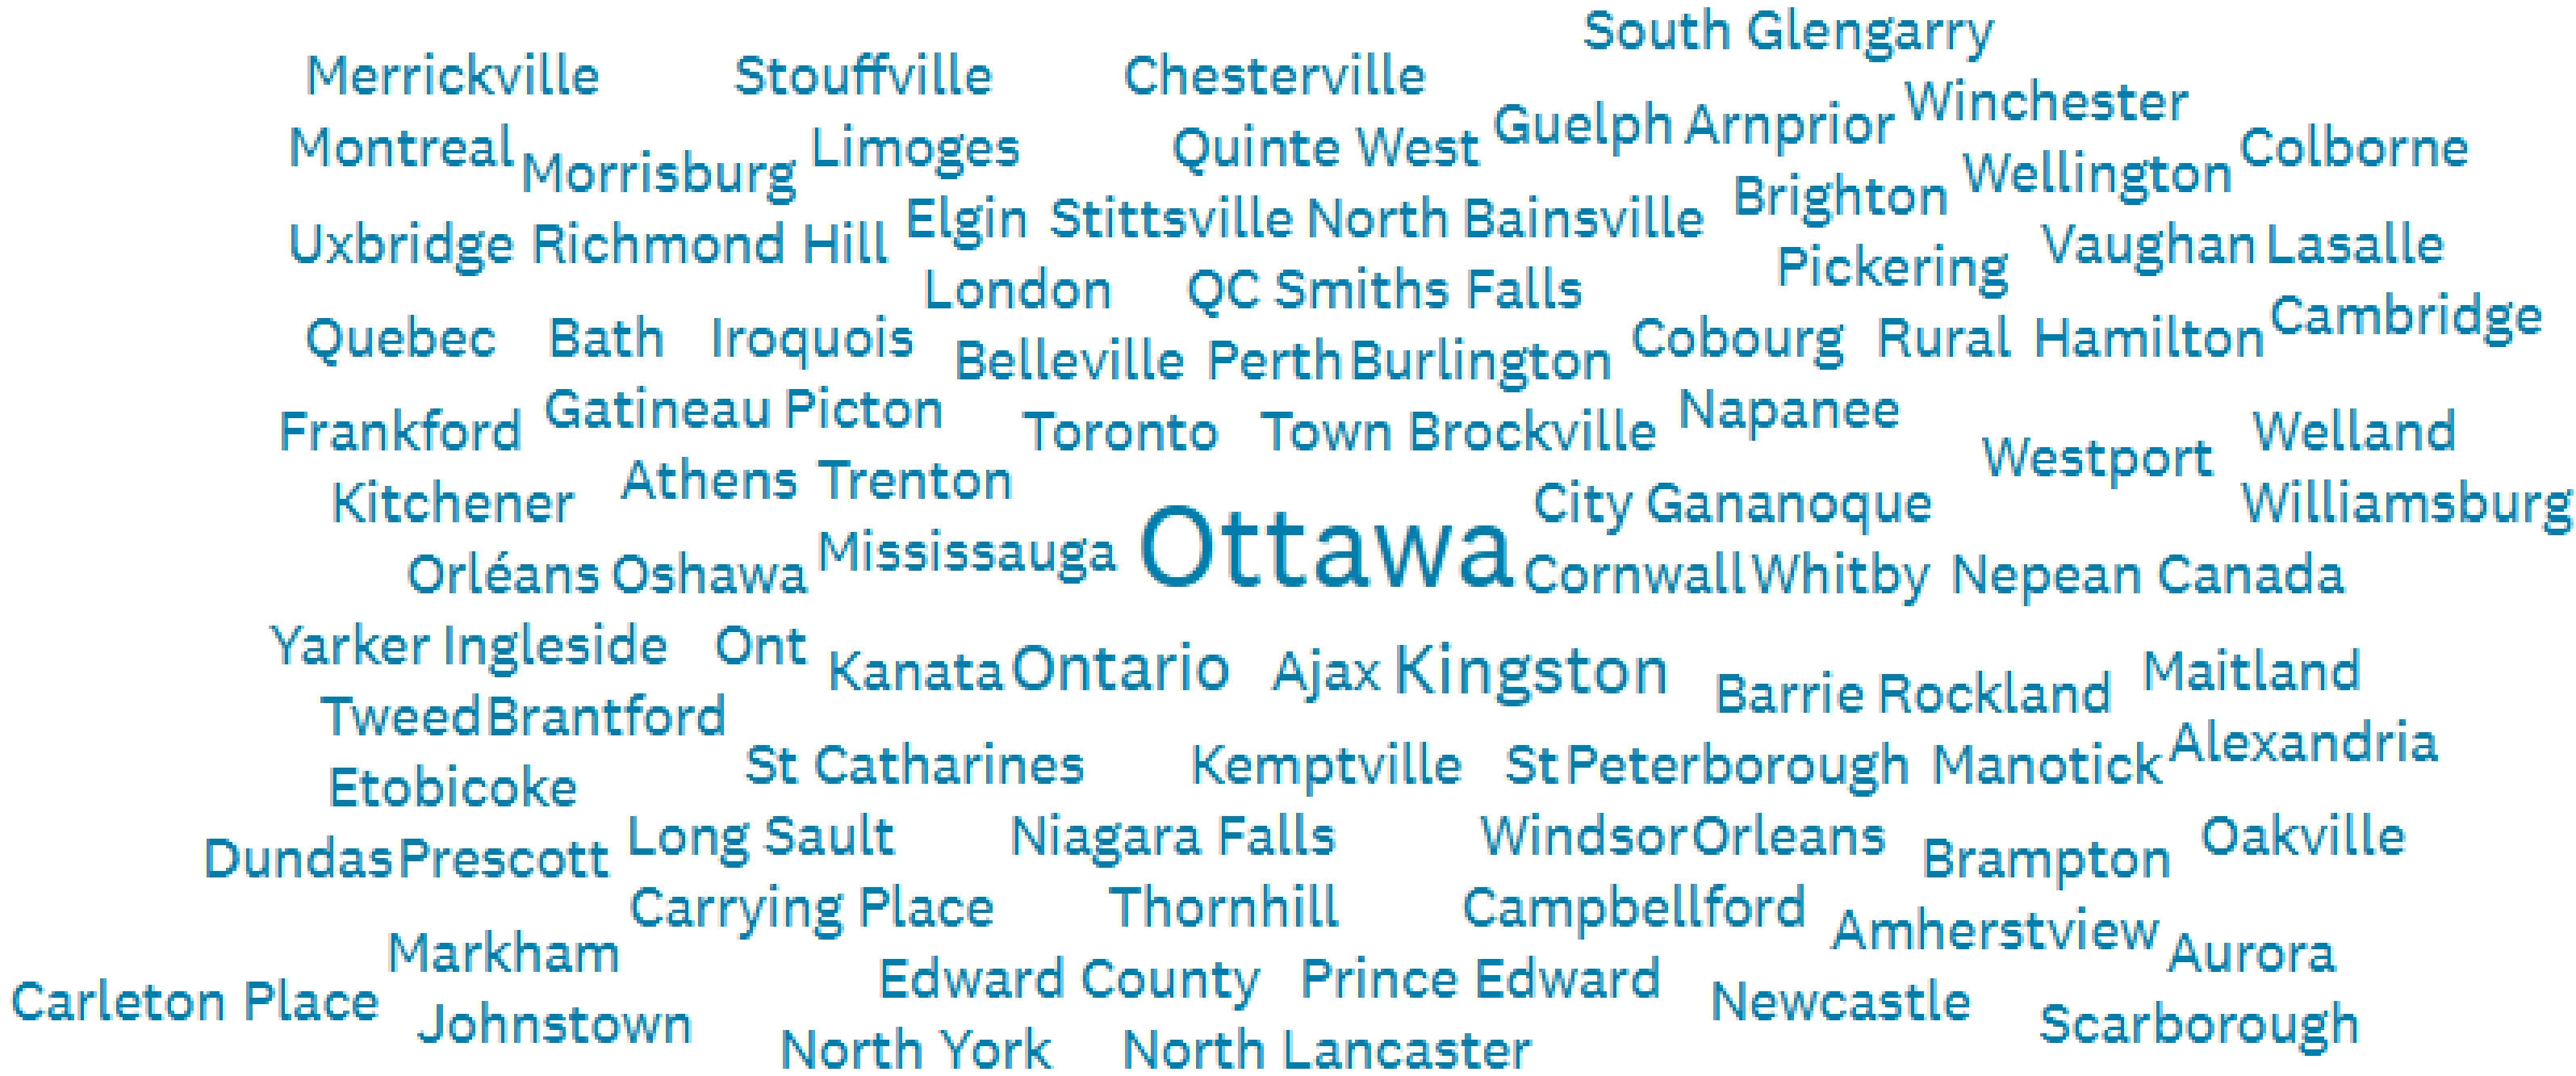 South Glengarry
Merrickville Stouffville Chesterville
Guelph Arnprior Winchester
Montreal Morrisburg Limoges Quinte West
Brighton Wellington Colborne
Uxbridge Richmond Hill Elgin Stittsville North Bainsville
Pickering Vaughan Lasalle
London QC Smiths Falls
Quebec Bath Iroquois Belleville Perth Burlington Cobourg Rural Hamilton Cambridge
Frankford Gatineau Picton Toronto Town Brockville Napanee
Westport Welland
Kitchener Athens Trenton City Gananoque Williamsburg
Orléans Oshawa Mississauga Ottawa Cornwall Whitby Nepean Canada
Yarker Ingleside Ont Kanata Ontario Ajax Kingston Barrie Rockland Maitland
Tweed Brantford
St Catharines Kemptville St Peterborough Manotick Alexandria
Etobicoke
Dundas Prescott Long Sault Niagara Falls Windsor Orleans Brampton Oakville
Carrying Place Thornhill Campbellford Amherstview
Markham Aurora
Carleton Place Edward County Prince Edward Newcastle
Johnstown Scarborough
North York North Lancaster